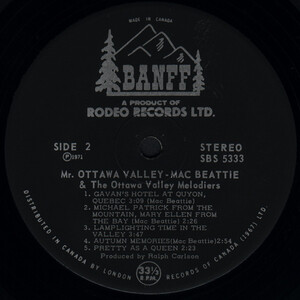 MADE IN CANADA
BANFF
A PRODUCT OF
RODEO RECORDS LTD.
SIDE 2
STEREO
Ⓟ1971
SBS 5333
Mr. OTTAWA VALLEY-MAC BEATTIE
& The Ottawa Valley Melodiers
1. GAVAN'S HOTEL AT QUYON,
QUEBEC 2:09 (Mac Beattie)
2. MICHAEL PATRICK FROM THE
MOUNTAIN, MARY ELLEN FROM
THE BAY (Mac Beattie) 2:26
3. LAMPLIGHTING TIME IN THE
VALLEY 3:47
4. AUTUMN MEMORIES(Mac Beattie)2:34
5. PRETTY AS A QUEEN 2:23
Produced by Ralph Carlson
33⅓
R.P.M.
DISTRIBUTED IN CANADA BY LONDON RECORDS OF CANADA (1967) LTD.